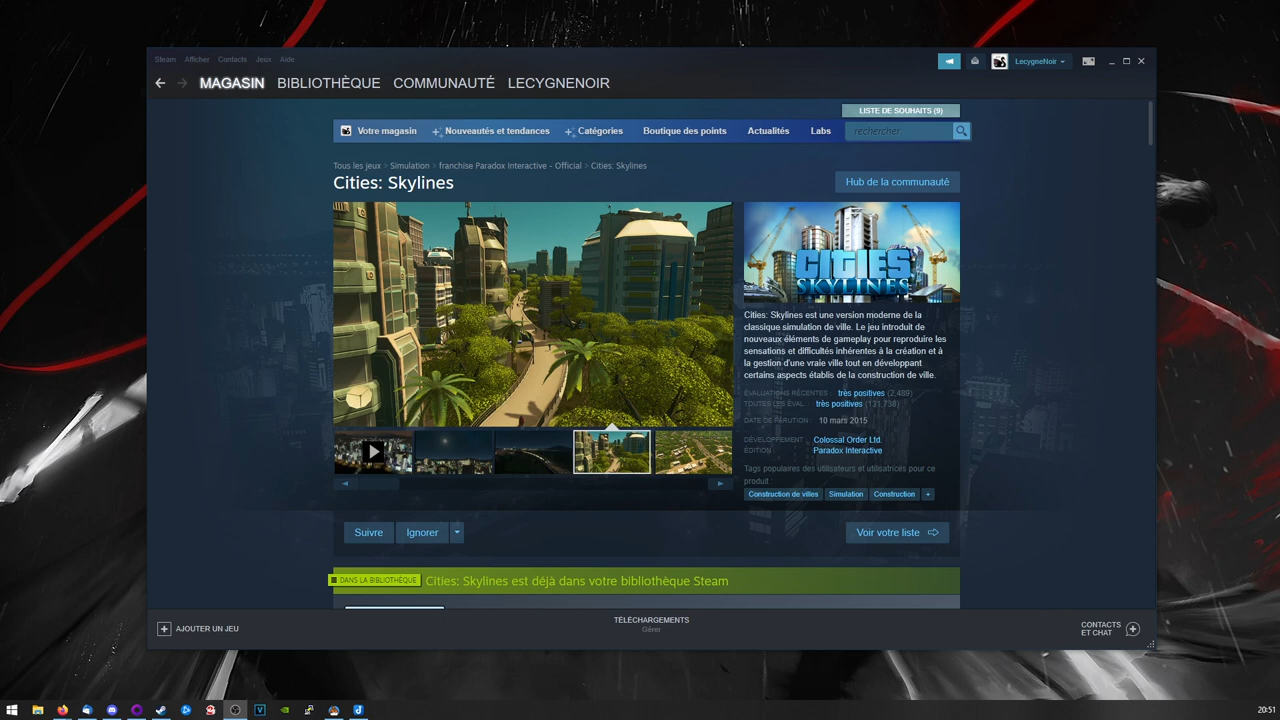 Steam Afficher Contacts Jeux Aide
LecygneNoir
MAGASIN BIBLIOTHÈQUE COMMUNAUTÉ LECYGNENOIR
LISTE DE SOUHAITS (9)
Votre magasin Nouveautés et tendances Catégories Boutique des points Actualités Labs rechercher
Tous les jeux > Simulation > franchise Paradox Interactive - Official > Cities: Skylines
Cities: Skylines
Hub de la communauté
CITIES
SKYLINES
Cities: Skylines est une version moderne de la
classique simulation de ville. Le jeu introduit de
nouveaux éléments de gameplay pour reproduire les
sensations et difficultés inhérentes à la création et à
la gestion d'une vraie ville tout en développant
certains aspects établis de la construction de ville.
ÉVALUATIONS RÉCENTES très positives (2,489)
TOUTES LES ÉVAL. très positives (131,738)
DATE DE PARUTION 10 mars 2015
DÉVELOPPEMENT Colossal Order Ltd.
ÉDITION Paradox Interactive
Tags populaires des utilisateurs et utilisatrices pour ce
produit :
Construction de villes Simulation Construction +
Suivre Ignorer Voir votre liste
DANS LA BIBLIOTHÈQUE Cities: Skylines est déjà dans votre bibliothèque Steam
AJOUTER UN JEU
TÉLÉCHARGEMENTS
Gérer
CONTACTS
ET CHAT
20:51